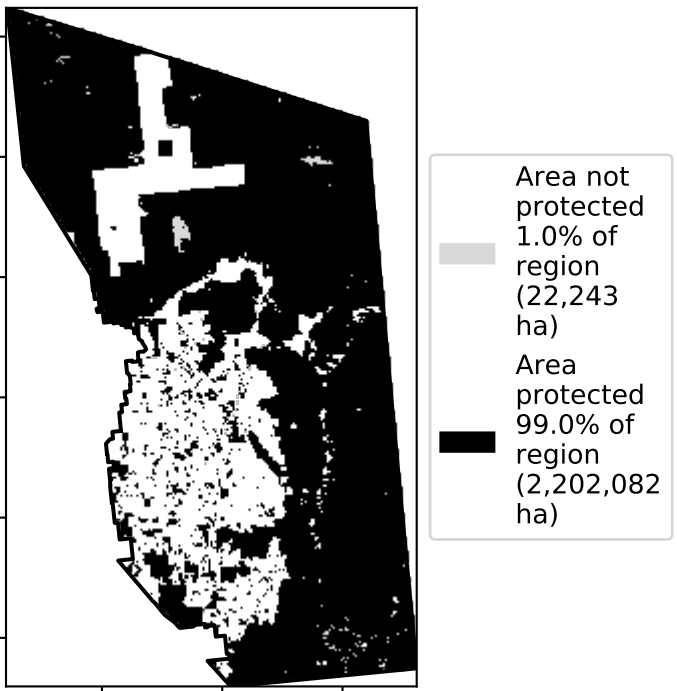 Area not
protected
1.0% of
region
(22,243
ha)
Area
protected
99.0% of
region
(2,202,082
ha)